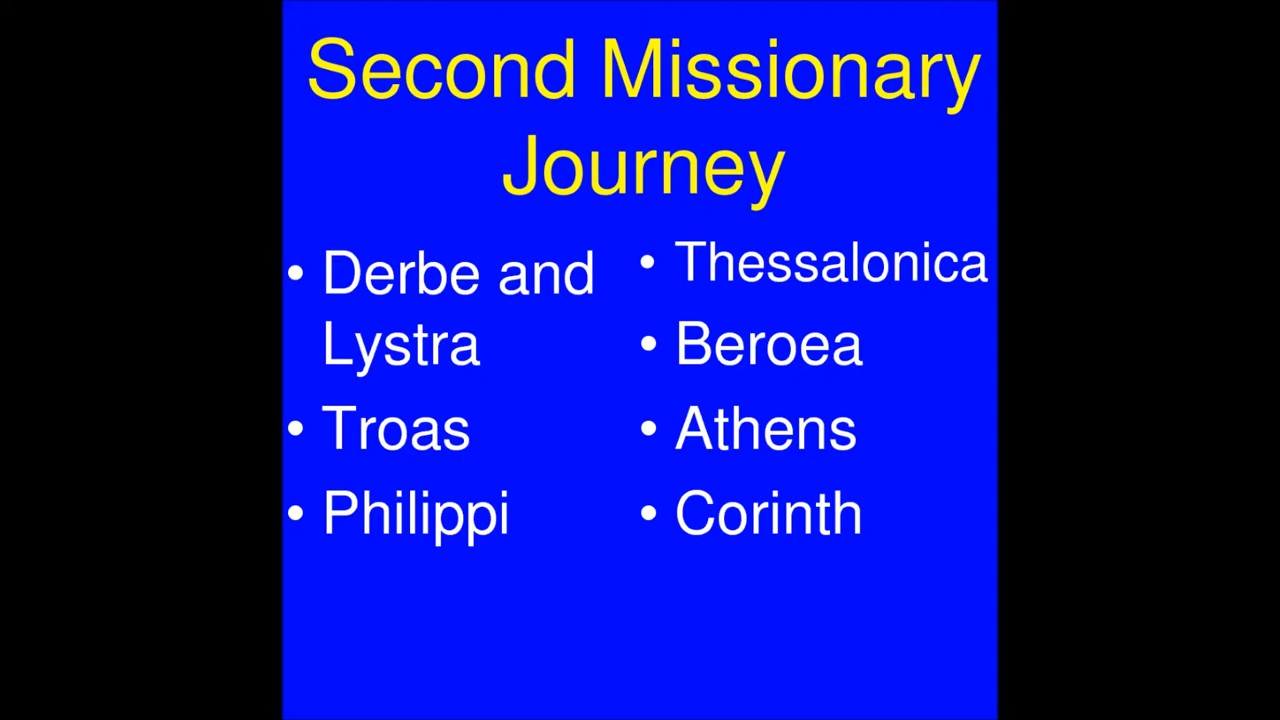 Second Missionary
Journey
• Derbe and
Lystra
• Troas
• Philippi
• Thessalonica
• Beroea
• Athens
• Corinth